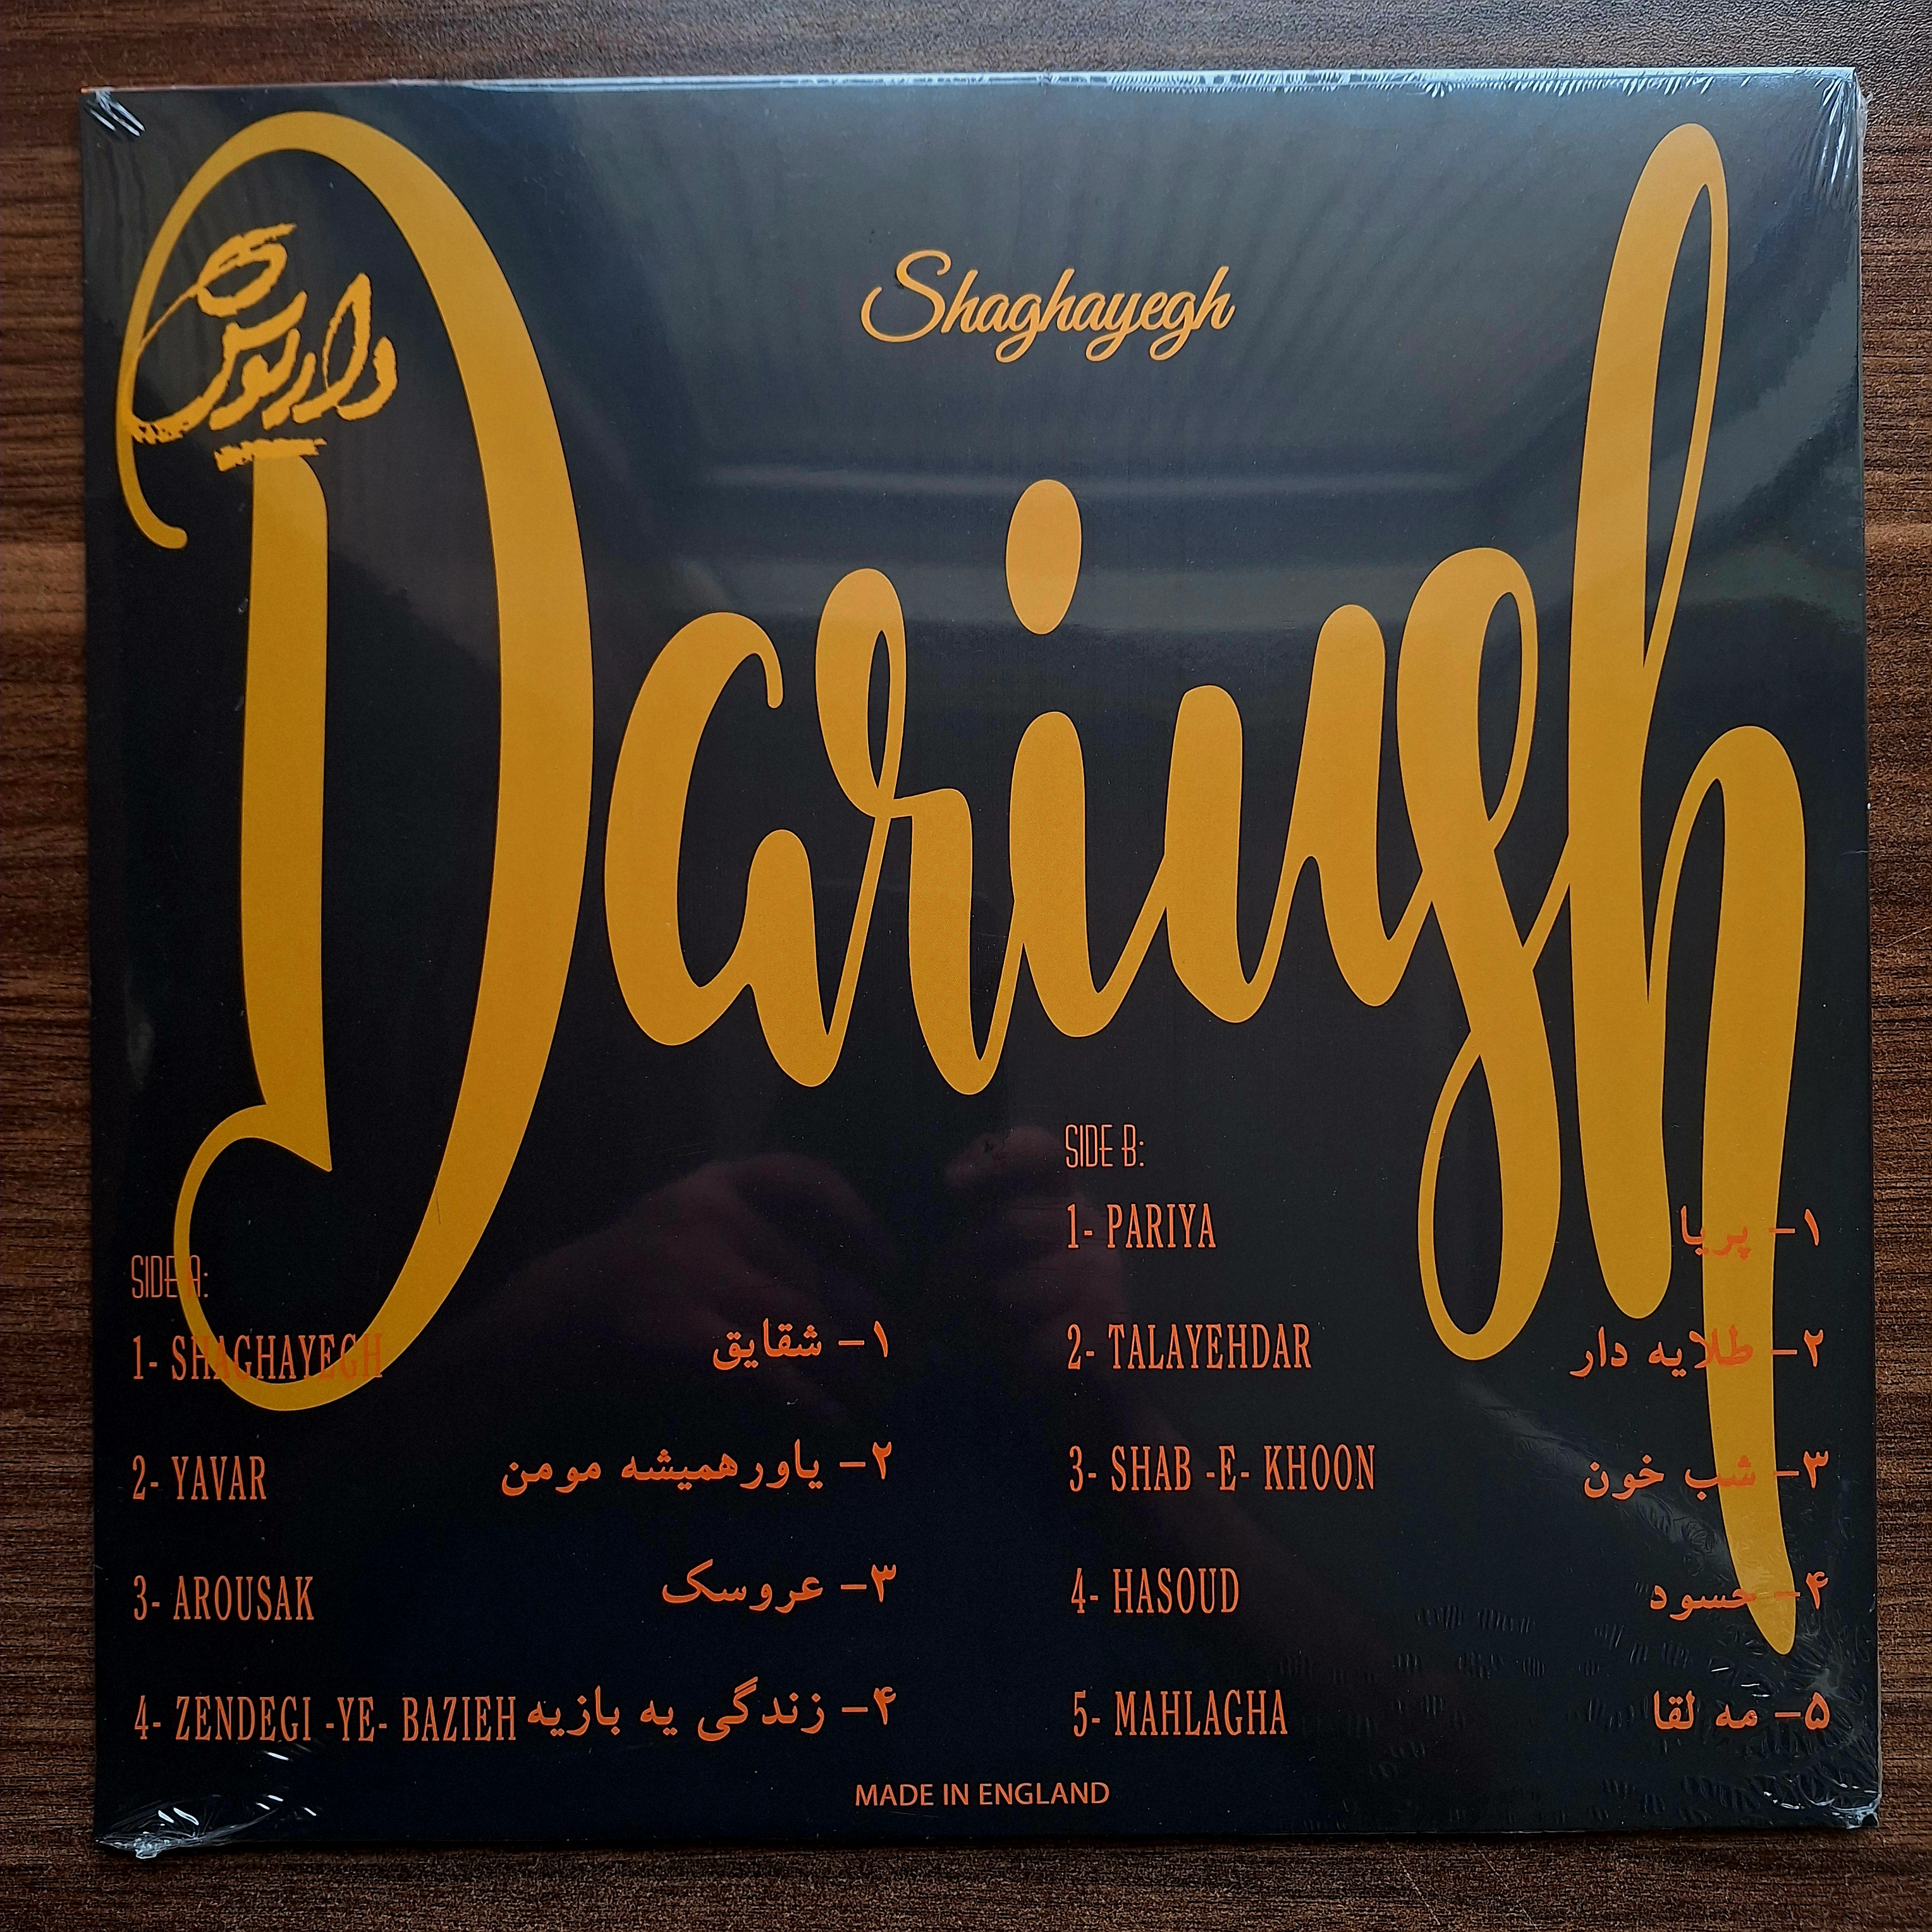 داریوش
Shaghayegh
Dariush
SIDE A:
1- SHAGHAYEGH ۱- شقایق
2- YAVAR ۲- یاورهمیشه مومن
3- AROUSAK ۳- عروسک
4- ZENDEGI -YE- BAZIEH ۴- زندگی یه بازیه
SIDE B:
1- PARIYA ۱- پریا
2- TALAYEHDAR ۲- طلایه دار
3- SHAB -E- KHOON ۳- شب خون
4- HASOUD ۴- حسود
5- MAHLAGHA ۵- مه لقا
MADE IN ENGLAND